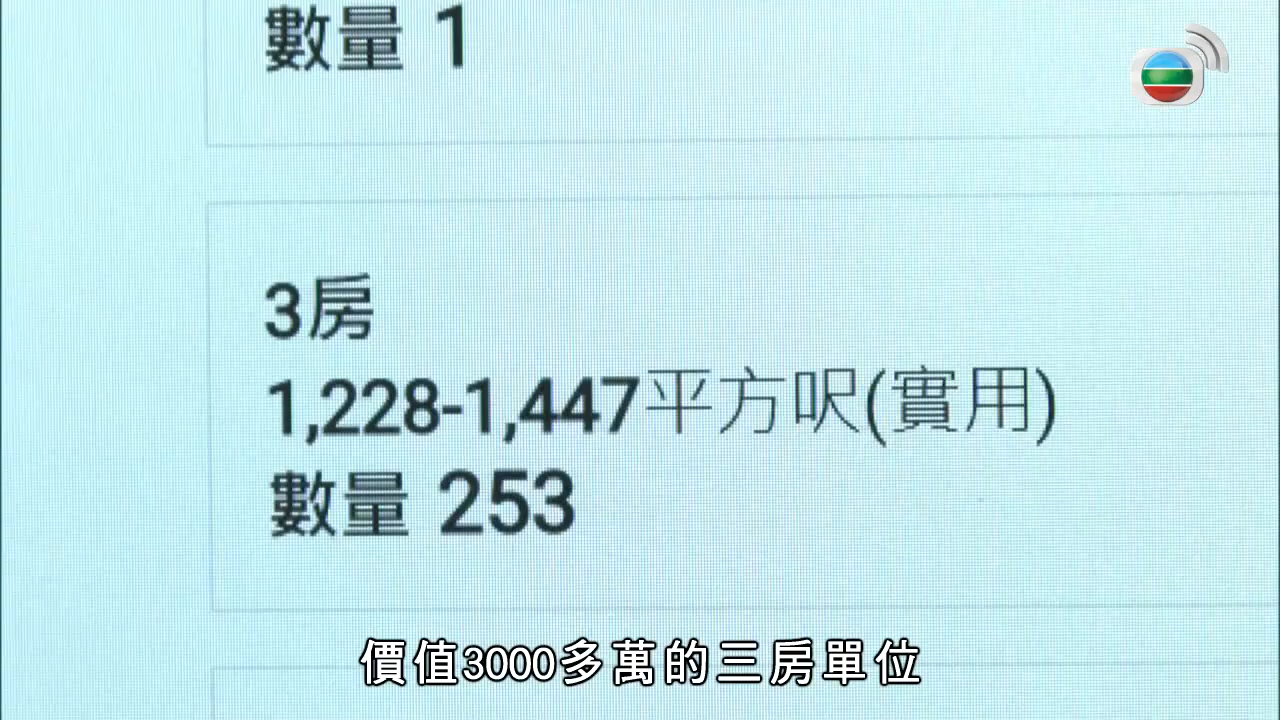 數量 1
3房
1,228-1,447平方呎(實用)
數量 253
價值3000多萬的三房單位